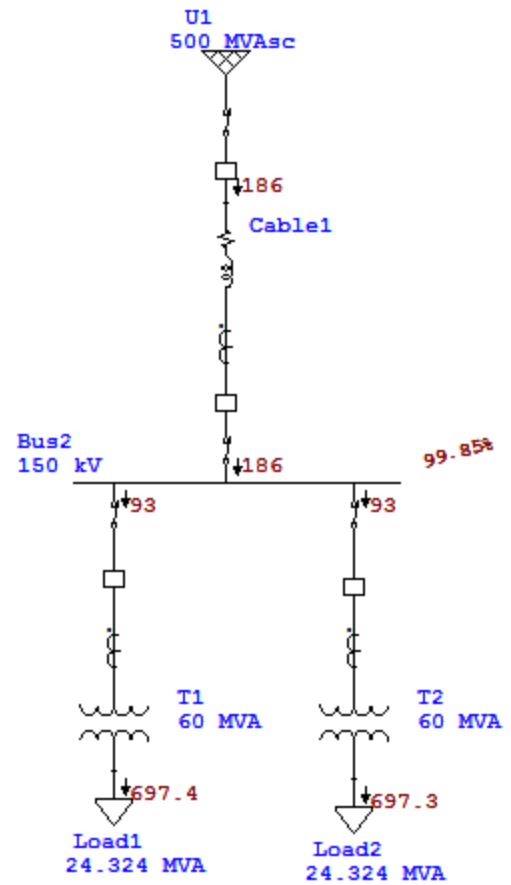 U1
500 MVAsc
186
Cable1
Bus2
150 kV
99.85%
186
93
93
T1
60 MVA
T2
60 MVA
697.4
697.3
Load1
24.324 MVA
Load2
24.324 MVA